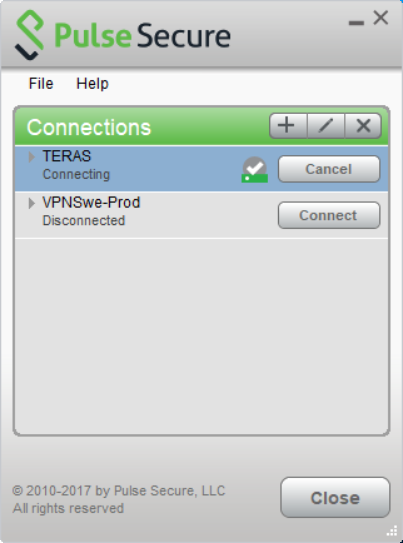 Pulse Secure
File Help
Connections
TERAS
Connecting
Cancel
VPNSwe-Prod
Disconnected
Connect
© 2010-2017 by Pulse Secure, LLC
All rights reserved
Close